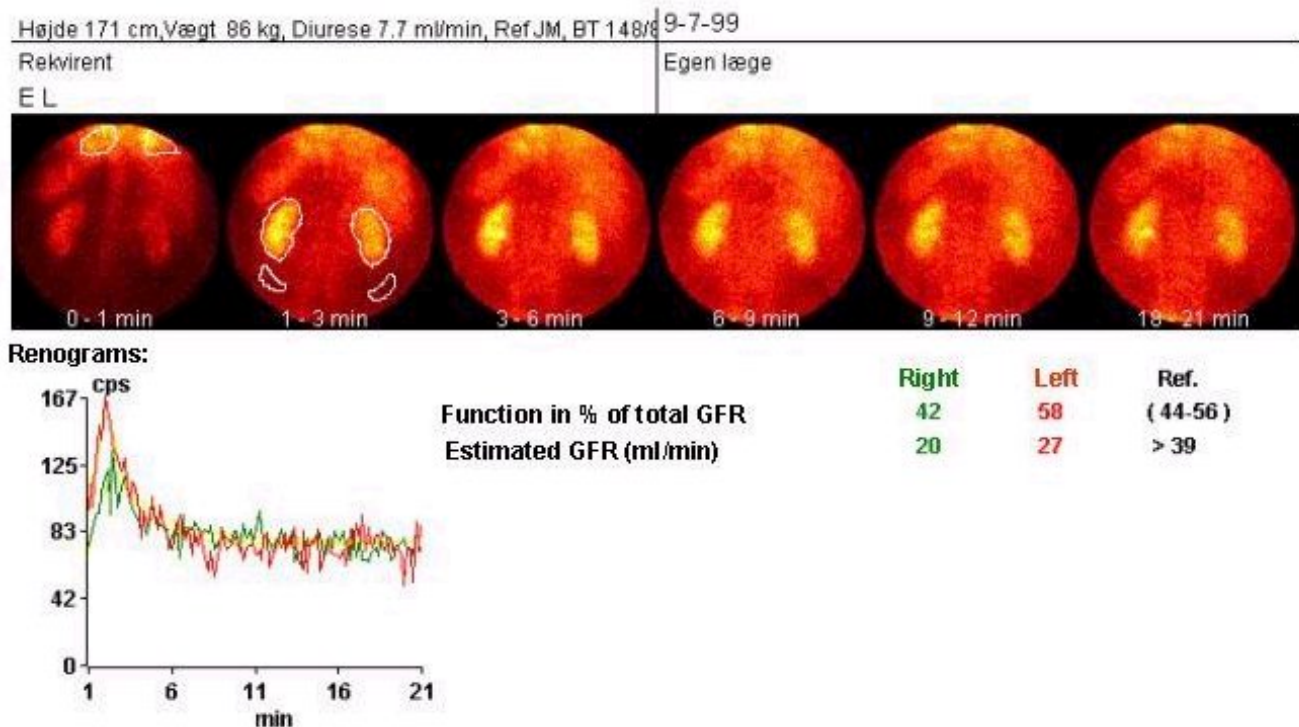 Højde 171 cm,Vægt 86 kg, Diurese 7.7 ml/min, Ref JM, BT 148/8
9-7-99
Rekvirent
Egen læge
E L
0 - 1 min
1 - 3 min
3 - 6 min
6 - 9 min
9 - 12 min
18 - 21 min
Renograms:
cps
167
125
83
42
0
1 6 11 16 21
min
Right Left Ref.
Function in % of total GFR 42 58 ( 44-56 )
Estimated GFR (ml/min) 20 27 > 39